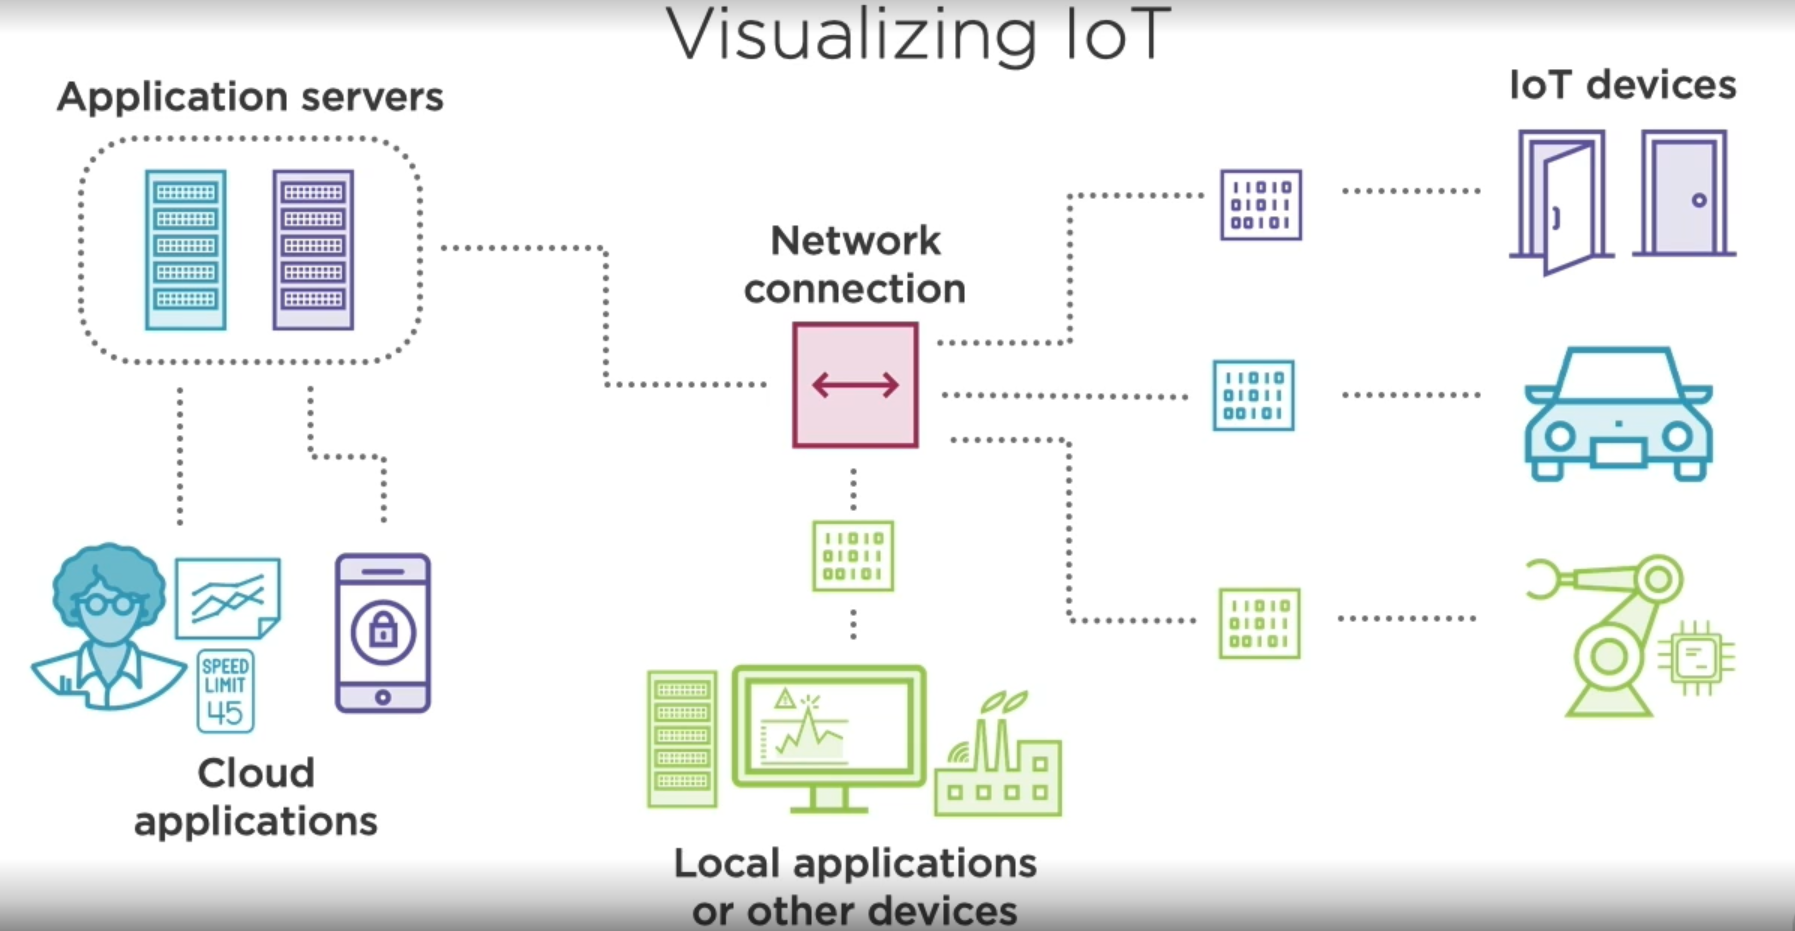 Visualizing IoT
Application servers
IoT devices
Network
connection
11010
01011
00101
11010
01011
00101
11010
01011
00101
11010
01011
00101
SPEED
LIMIT
45
Cloud
applications
Local applications
or other devices